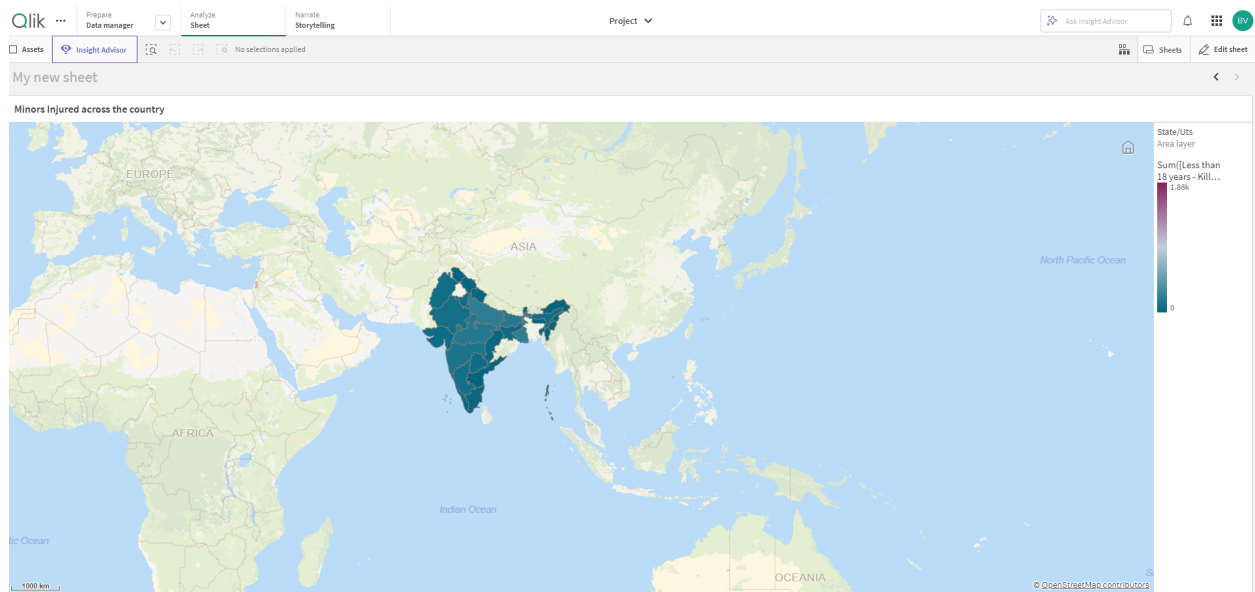 Qlik
Prepare
Data manager
Analyze
Sheet
Narrate
Storytelling
Project
Ask Insight Advisor
BV
Assets
Insight Advisor
No selections applied
Sheets
Edit sheet
My new sheet
Minors Injured across the country
State/Uts
Area layer
Sum([Less than
18 years - Kill...
1.88k
0
EUROPE
ASIA
North Pacific Ocean
AFRICA
Indian Ocean
tic Ocean
OCEANIA
1000 km
© OpenStreetMap contributors